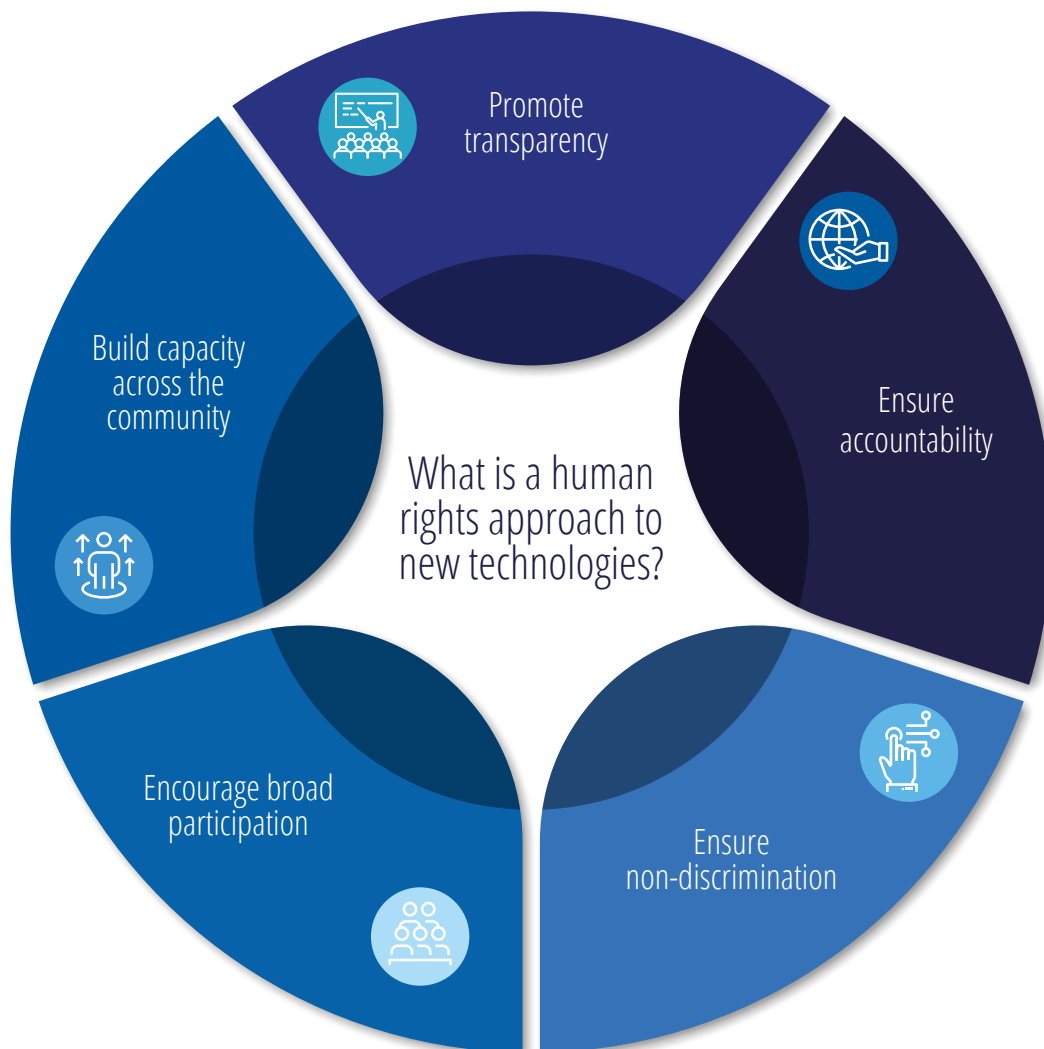 Promote
transparency
Ensure
accountability
Ensure
non-discrimination
Encourage broad
participation
Build capacity
across the
community
What is a human
rights approach to
new technologies?